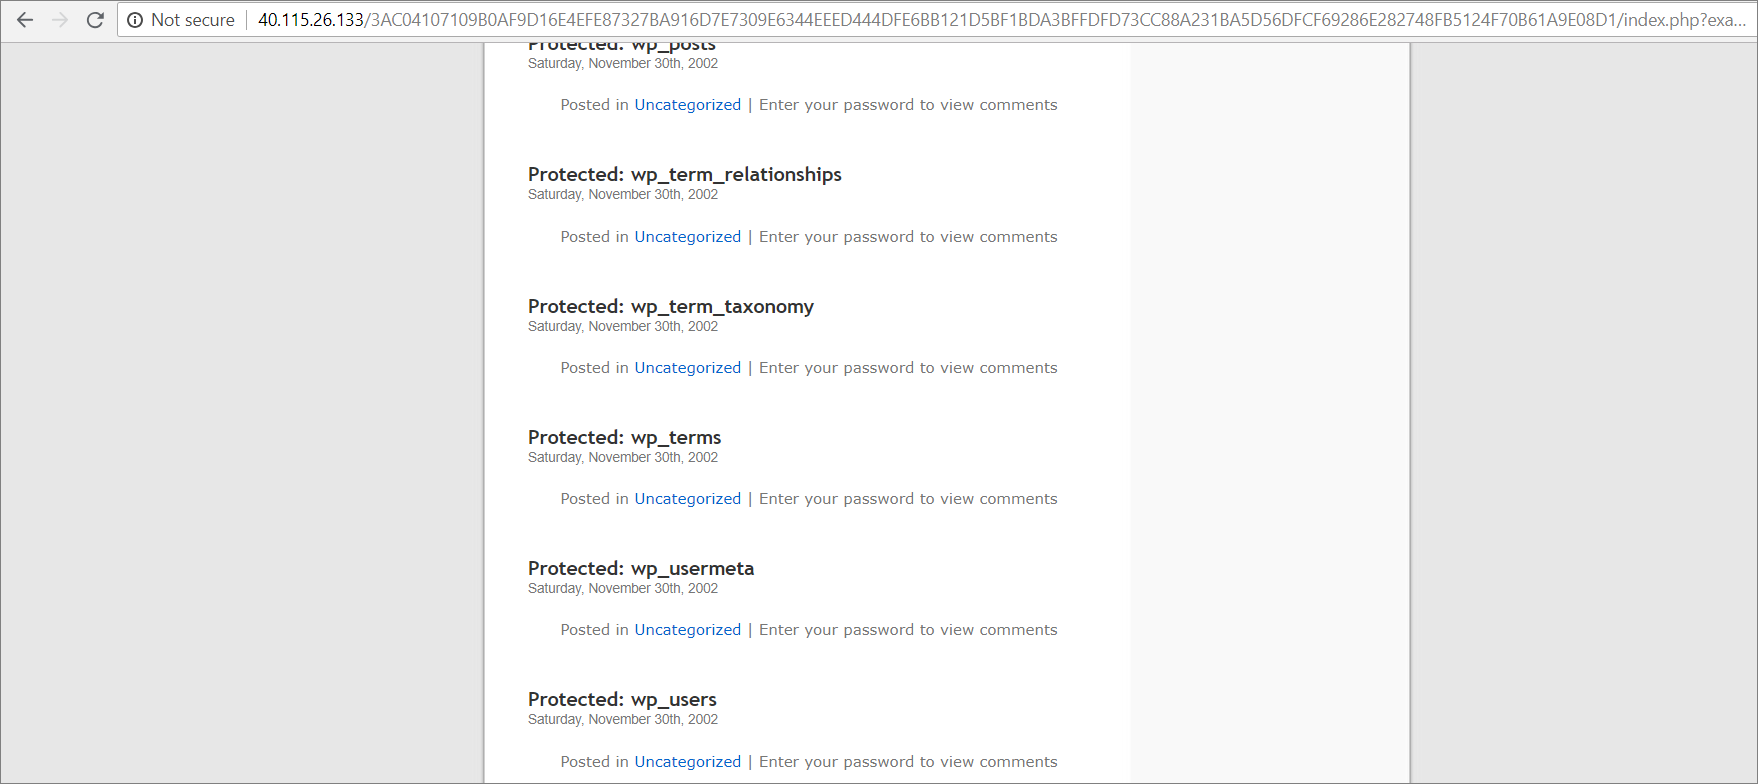 Not secure | 40.115.26.133/3AC04107109B0AF9D16E4EFE87327BA916D7E7309E6344EEED444DFE6BB121D5BF1BDA3BFFDFD73CC88A231BA5D56DFCF69286E282748FB5124F70B61A9E08D1/index.php?exa...
Protected: wp_posts
Saturday, November 30th, 2002
Posted in Uncategorized | Enter your password to view comments
Protected: wp_term_relationships
Saturday, November 30th, 2002
Posted in Uncategorized | Enter your password to view comments
Protected: wp_term_taxonomy
Saturday, November 30th, 2002
Posted in Uncategorized | Enter your password to view comments
Protected: wp_terms
Saturday, November 30th, 2002
Posted in Uncategorized | Enter your password to view comments
Protected: wp_usermeta
Saturday, November 30th, 2002
Posted in Uncategorized | Enter your password to view comments
Protected: wp_users
Saturday, November 30th, 2002
Posted in Uncategorized | Enter your password to view comments